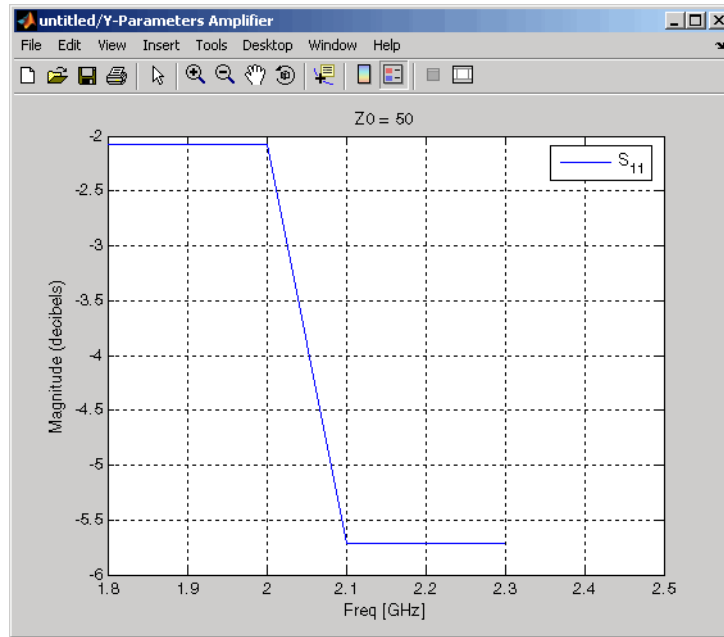 untitled/Y-Parameters Amplifier
File Edit View Insert Tools Desktop Window Help
Z0 = 50
S11
-2
-2.5
-3
-3.5
-4
-4.5
-5
-5.5
-6
Magnitude (decibels)
1.8 1.9 2 2.1 2.2 2.3 2.4 2.5
Freq [GHz]